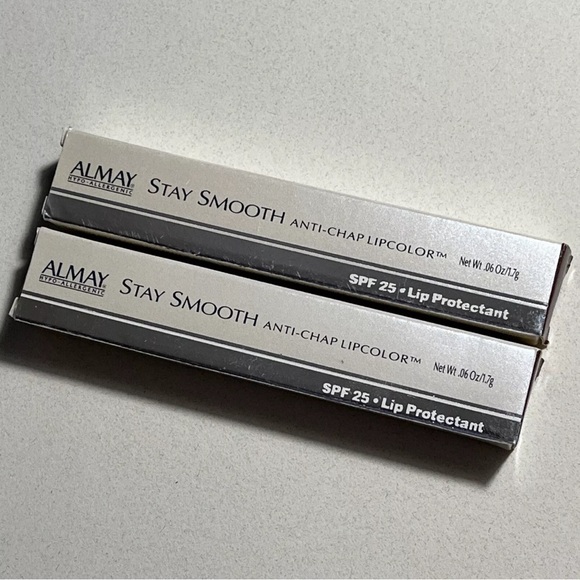 ALMAY®
HYPO-ALLERGENIC
STAY SMOOTH ANTI-CHAP LIPCOLOR™
Net Wt .06 Oz/1.7g
SPF 25 • Lip Protectant
ALMAY®
HYPO-ALLERGENIC
STAY SMOOTH ANTI-CHAP LIPCOLOR™
Net Wt .06 Oz/1.7g
SPF 25 • Lip Protectant